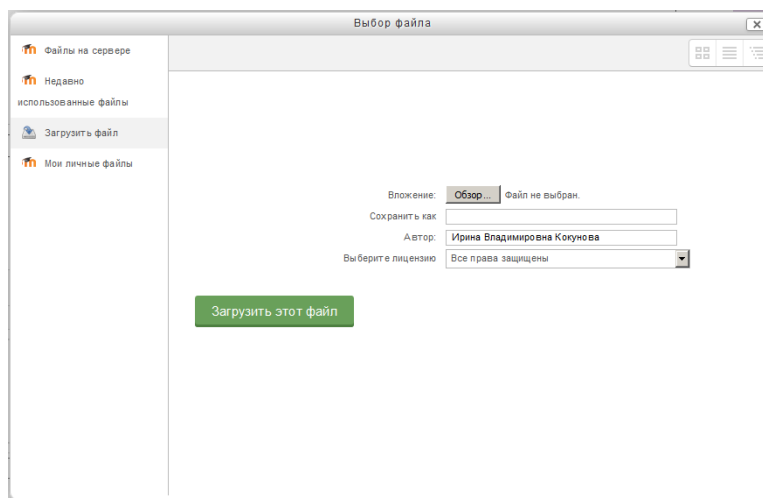 Выбор файла
Файлы на сервере
Недавно
использованные файлы
Загрузить файл
Мои личные файлы
Вложение: Обзор... Файл не выбран.
Сохранить как
Автор: Ирина Владимировна Кокунова
Выберите лицензию Все права защищены
Загрузить этот файл